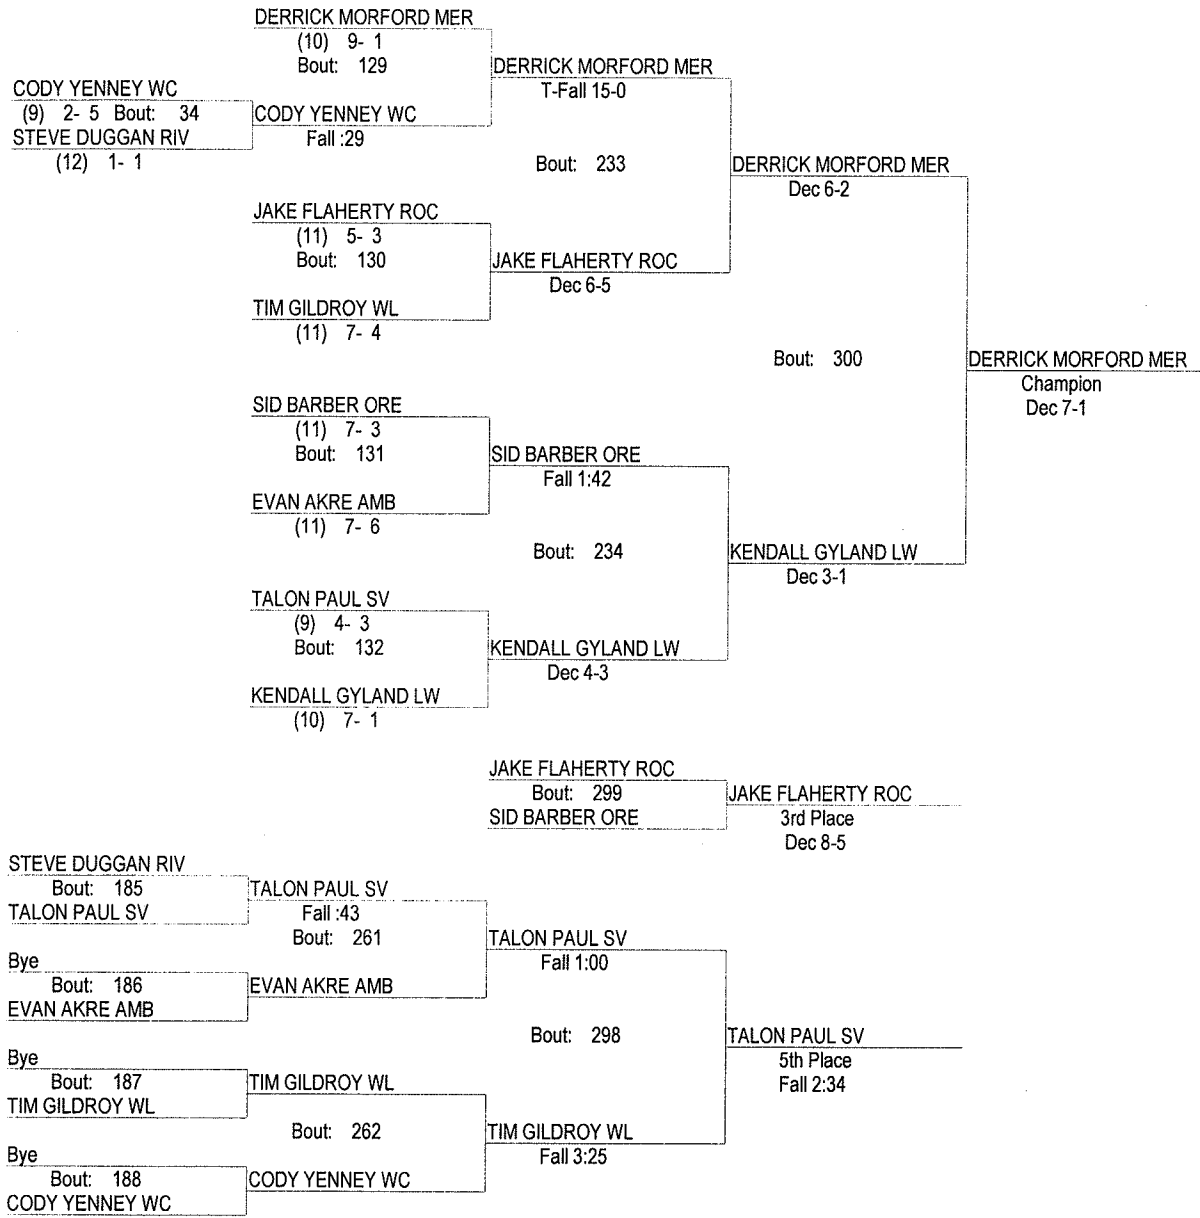 DERRICK MORFORD MER
(10) 9- 1
Bout: 129
DERRICK MORFORD MER
T-Fall 15-0
CODY YENNEY WC
(9) 2- 5 Bout: 34
STEVE DUGGAN RIV
(12) 1- 1
CODY YENNEY WC
Fall :29
Bout: 233
DERRICK MORFORD MER
Dec 6-2
JAKE FLAHERTY ROC
(11) 5- 3
Bout: 130
JAKE FLAHERTY ROC
Dec 6-5
TIM GILDROY WL
(11) 7- 4
Bout: 300
DERRICK MORFORD MER
Champion
Dec 7-1
SID BARBER ORE
(11) 7- 3
Bout: 131
SID BARBER ORE
Fall 1:42
EVAN AKRE AMB
(11) 7- 6
Bout: 234
KENDALL GYLAND LW
Dec 3-1
TALON PAUL SV
(9) 4- 3
Bout: 132
KENDALL GYLAND LW
Dec 4-3
KENDALL GYLAND LW
(10) 7- 1
JAKE FLAHERTY ROC
Bout: 299
SID BARBER ORE
JAKE FLAHERTY ROC
3rd Place
Dec 8-5
STEVE DUGGAN RIV
Bout: 185
TALON PAUL SV
TALON PAUL SV
Fall :43
Bout: 261
TALON PAUL SV
Fall 1:00
Bye
Bout: 186
EVAN AKRE AMB
EVAN AKRE AMB
Bout: 298
TALON PAUL SV
5th Place
Fall 2:34
Bye
Bout: 187
TIM GILDROY WL
TIM GILDROY WL
Bout: 262
TIM GILDROY WL
Fall 3:25
Bye
Bout: 188
CODY YENNEY WC
CODY YENNEY WC